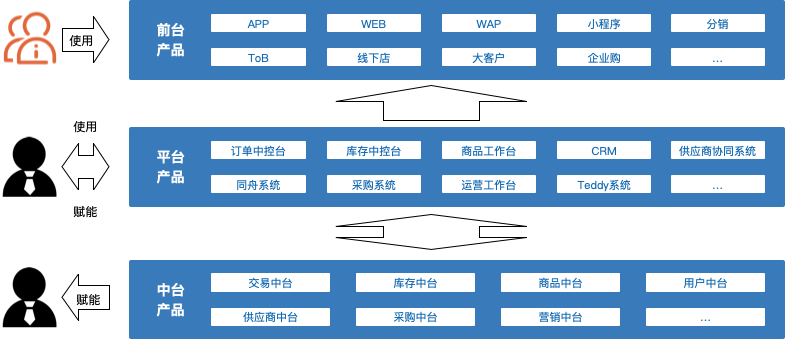 使用
前台
产品
APP
WEB
WAP
小程序
分销
ToB
线下店
大客户
企业购
...
使用
赋能
平台
产品
订单中控台
库存中控台
商品工作台
CRM
供应商协同系统
同舟系统
采购系统
运营工作台
Teddy系统
...
赋能
中台
产品
交易中台
库存中台
商品中台
用户中台
供应商中台
采购中台
营销中台
...